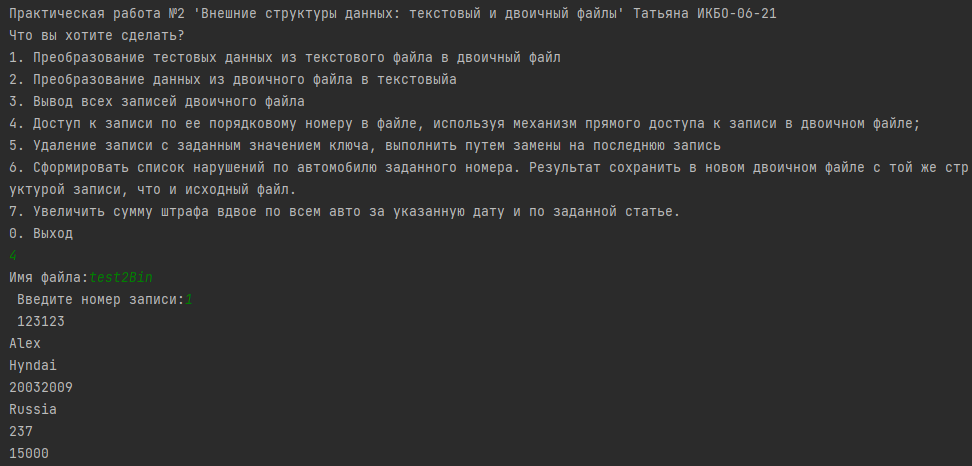 Практическая работа №2 'Внешние структуры данных: текстовый и двоичный файлы' Татьяна ИКБО-06-21
Что вы хотите сделать?
1. Преобразование тестовых данных из текстового файла в двоичный файл
2. Преобразование данных из двоичного файла в текстовыйа
3. Вывод всех записей двоичного файла
4. Доступ к записи по ее порядковому номеру в файле, используя механизм прямого доступа к записи в двоичном файле;
5. Удаление записи с заданным значением ключа, выполнить путем замены на последнюю запись
6. Сформировать список нарушений по автомобилю заданного номера. Результат сохранить в новом двоичном файле с той же стр
уктурой записи, что и исходный файл.
7. Увеличить сумму штрафа вдвое по всем авто за указанную дату и по заданной статье.
0. Выход
4
Имя файла:test2Bin
Введите номер записи:1
123123
Alex
Hyndai
20032009
Russia
237
15000